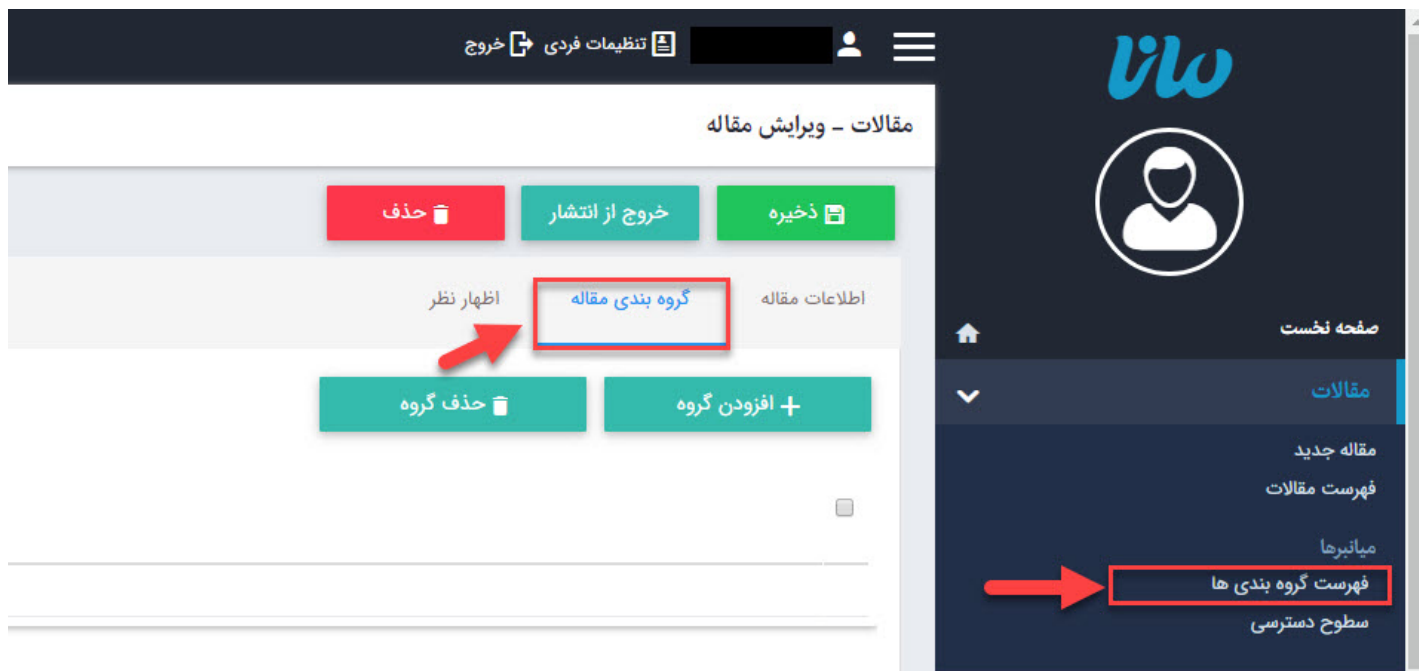 مانا
تنظیمات فردی خروج
مقالات - ویرایش مقاله
ذخیره خروج از انتشار حذف
اطلاعات مقاله گروه بندی مقاله اظهار نظر
افزودن گروه حذف گروه
صفحه نخست
مقالات
مقاله جدید
فهرست مقالات
میانبرها
فهرست گروه بندی ها
سطوح دسترسی